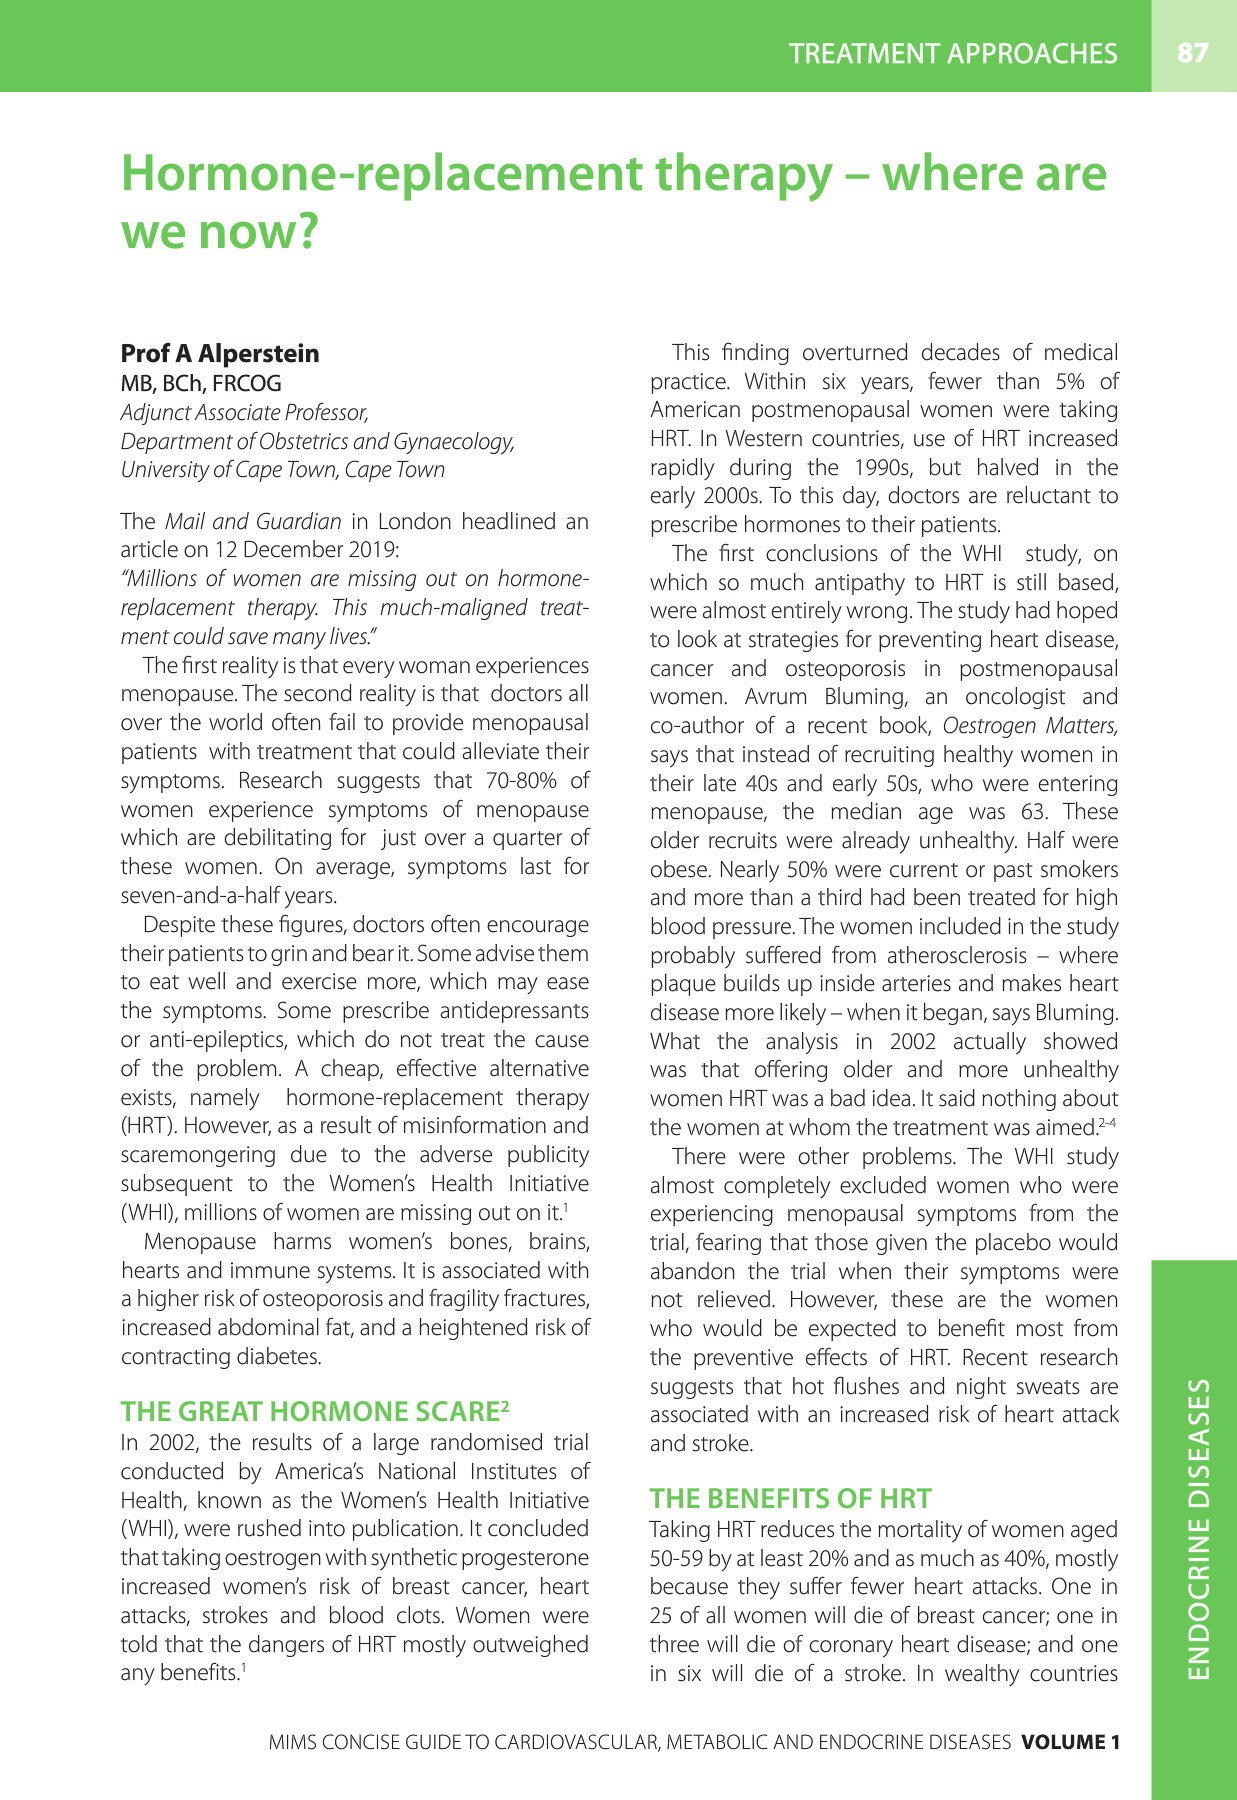 TREATMENT APPROACHES 87
Hormone-replacement therapy – where are
we now?
Prof A Alperstein
MB, BCh, FRCOG
Adjunct Associate Professor,
Department of Obstetrics and Gynaecology,
University of Cape Town, Cape Town
The Mail and Guardian in London headlined an
article on 12 December 2019:
“Millions of women are missing out on hormone-
replacement therapy. This much-maligned treat-
ment could save many lives.”
The first reality is that every woman experiences
menopause. The second reality is that doctors all
over the world often fail to provide menopausal
patients with treatment that could alleviate their
symptoms. Research suggests that 70-80% of
women experience symptoms of menopause
which are debilitating for just over a quarter of
these women. On average, symptoms last for
seven-and-a-half years.
Despite these figures, doctors often encourage
their patients to grin and bear it. Some advise them
to eat well and exercise more, which may ease
the symptoms. Some prescribe antidepressants
or anti-epileptics, which do not treat the cause
of the problem. A cheap, effective alternative
exists, namely hormone-replacement therapy
(HRT). However, as a result of misinformation and
scaremongering due to the adverse publicity
subsequent to the Women’s Health Initiative
(WHI), millions of women are missing out on it.1
Menopause harms women’s bones, brains,
hearts and immune systems. It is associated with
a higher risk of osteoporosis and fragility fractures,
increased abdominal fat, and a heightened risk of
contracting diabetes.
THE GREAT HORMONE SCARE2
In 2002, the results of a large randomised trial
conducted by America’s National Institutes of
Health, known as the Women’s Health Initiative
(WHI), were rushed into publication. It concluded
that taking oestrogen with synthetic progesterone
increased women’s risk of breast cancer, heart
attacks, strokes and blood clots. Women were
told that the dangers of HRT mostly outweighed
any benefits.1
This finding overturned decades of medical
practice. Within six years, fewer than 5% of
American postmenopausal women were taking
HRT. In Western countries, use of HRT increased
rapidly during the 1990s, but halved in the
early 2000s. To this day, doctors are reluctant to
prescribe hormones to their patients.
The first conclusions of the WHI study, on
which so much antipathy to HRT is still based,
were almost entirely wrong. The study had hoped
to look at strategies for preventing heart disease,
cancer and osteoporosis in postmenopausal
women. Avrum Bluming, an oncologist and
co-author of a recent book, Oestrogen Matters,
says that instead of recruiting healthy women in
their late 40s and early 50s, who were entering
menopause, the median age was 63. These
older recruits were already unhealthy. Half were
obese. Nearly 50% were current or past smokers
and more than a third had been treated for high
blood pressure. The women included in the study
probably suffered from atherosclerosis – where
plaque builds up inside arteries and makes heart
disease more likely – when it began, says Bluming.
What the analysis in 2002 actually showed
was that offering older and more unhealthy
women HRT was a bad idea. It said nothing about
the women at whom the treatment was aimed.2-4
There were other problems. The WHI study
almost completely excluded women who were
experiencing menopausal symptoms from the
trial, fearing that those given the placebo would
abandon the trial when their symptoms were
not relieved. However, these are the women
who would be expected to benefit most from
the preventive effects of HRT. Recent research
suggests that hot flushes and night sweats are
associated with an increased risk of heart attack
and stroke.
THE BENEFITS OF HRT
Taking HRT reduces the mortality of women aged
50-59 by at least 20% and as much as 40%, mostly
because they suffer fewer heart attacks. One in
25 of all women will die of breast cancer; one in
three will die of coronary heart disease; and one
in six will die of a stroke. In wealthy countries
ENDOCRINE DISEASES
MIMS CONCISE GUIDE TO CARDIOVASCULAR, METABOLIC AND ENDOCRINE DISEASES VOLUME 1